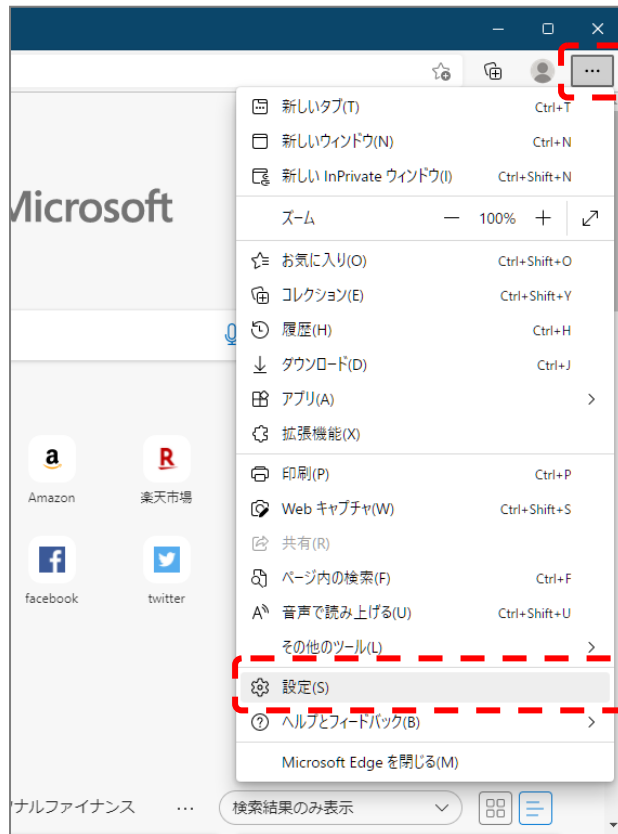 新しいタブ(T) Ctrl+T
新しいウィンドウ(N) Ctrl+N
新しい InPrivate ウィンドウ(I) Ctrl+Shift+N
ズーム — 100% +
お気に入り(O) Ctrl+Shift+O
コレクション(E) Ctrl+Shift+Y
履歴(H) Ctrl+H
ダウンロード(D) Ctrl+J
アプリ(A)
拡張機能(X)
印刷(P) Ctrl+P
Web キャプチャ(W) Ctrl+Shift+S
共有(R)
ページ内の検索(F) Ctrl+F
音声で読み上げる(U) Ctrl+Shift+U
その他のツール(L)
設定(S)
ヘルプとフィードバック(B)
Microsoft Edge を閉じる(M)
Microsoft
Amazon
楽天市場
facebook
twitter
ナルファイナンス …
検索結果のみ表示